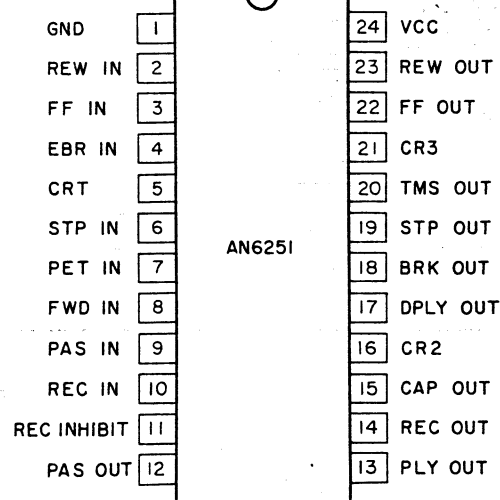 GND 1 24 VCC
REW IN 2 23 REW OUT
FF IN 3 22 FF OUT
EBR IN 4 21 CR3
CRT 5 20 TMS OUT
STP IN 6 19 STP OUT
AN6251
PET IN 7 18 BRK OUT
FWD IN 8 17 DPLY OUT
PAS IN 9 16 CR2
REC IN 10 15 CAP OUT
REC INHIBIT 11 14 REC OUT
PAS OUT 12 13 PLY OUT